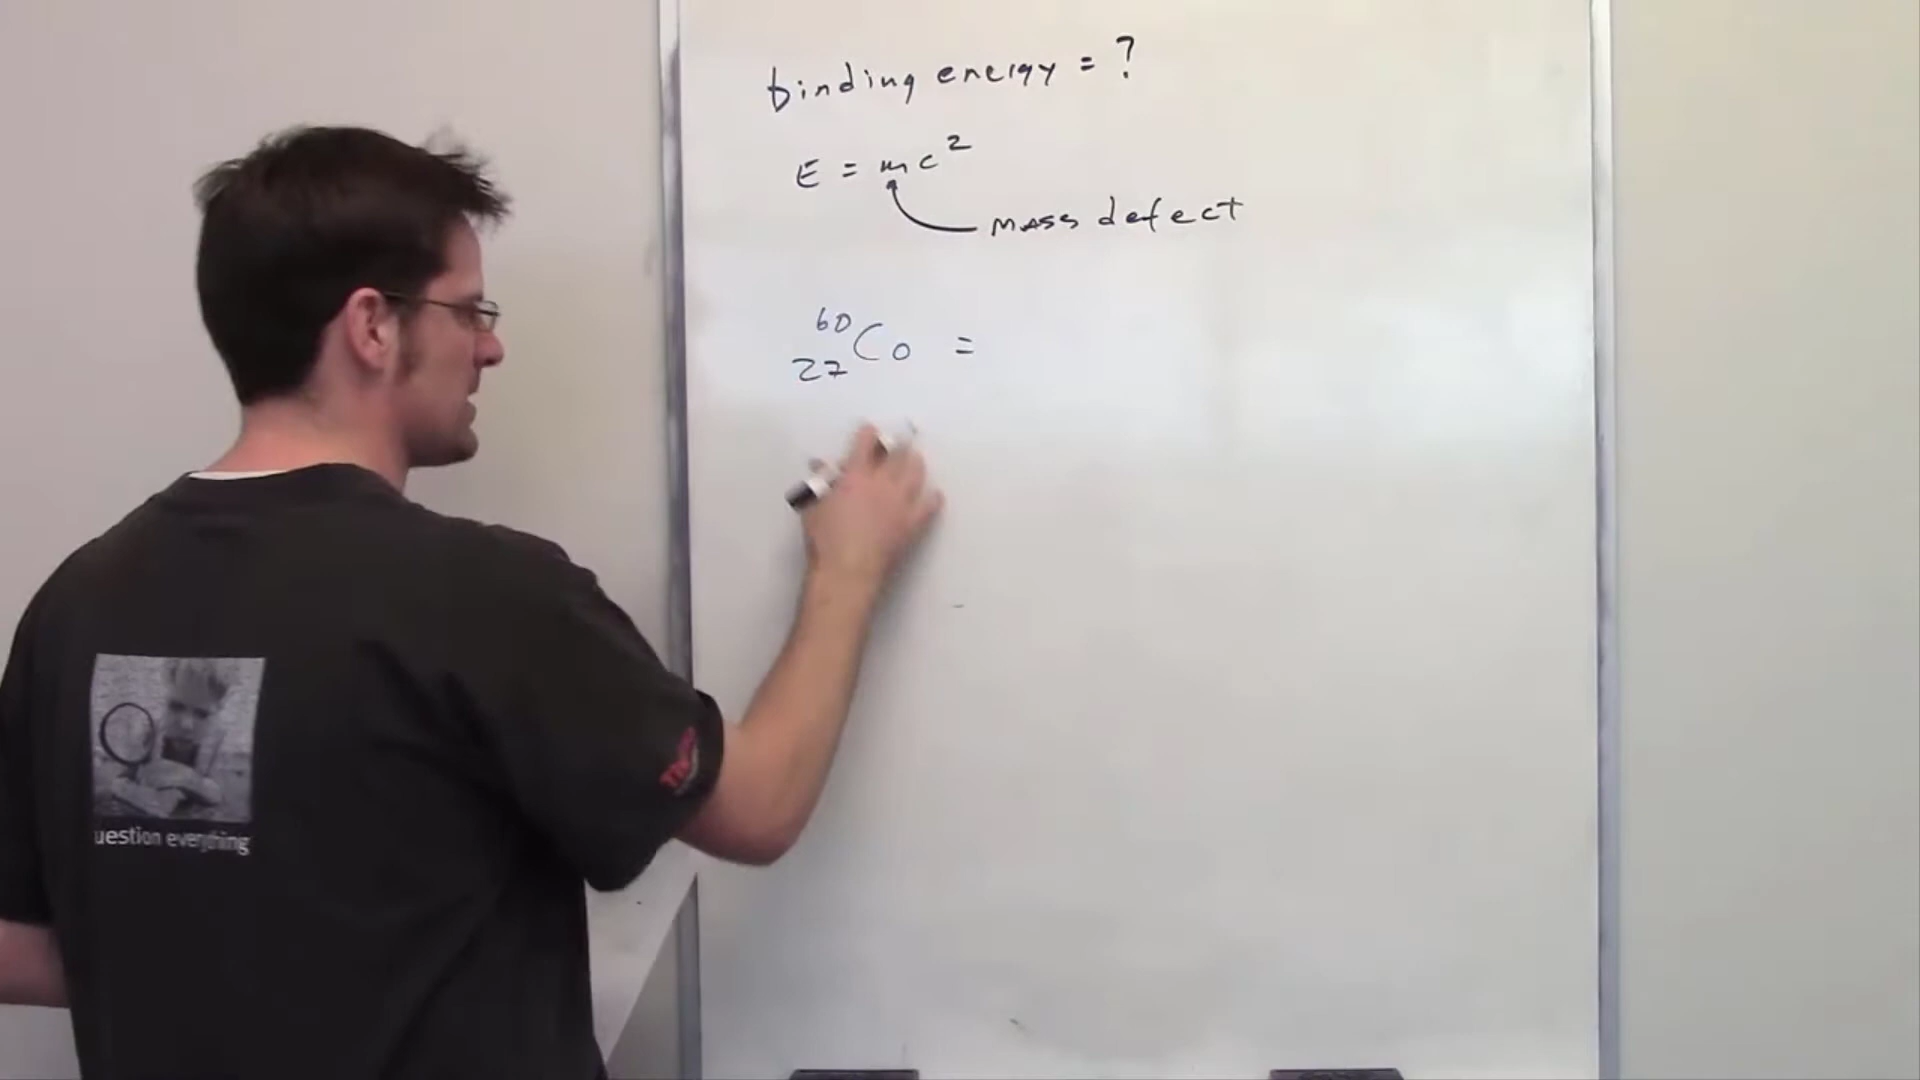 binding energy = ?
E = mc²
mass defect
⁶⁰₂₇Co =
uestion everything